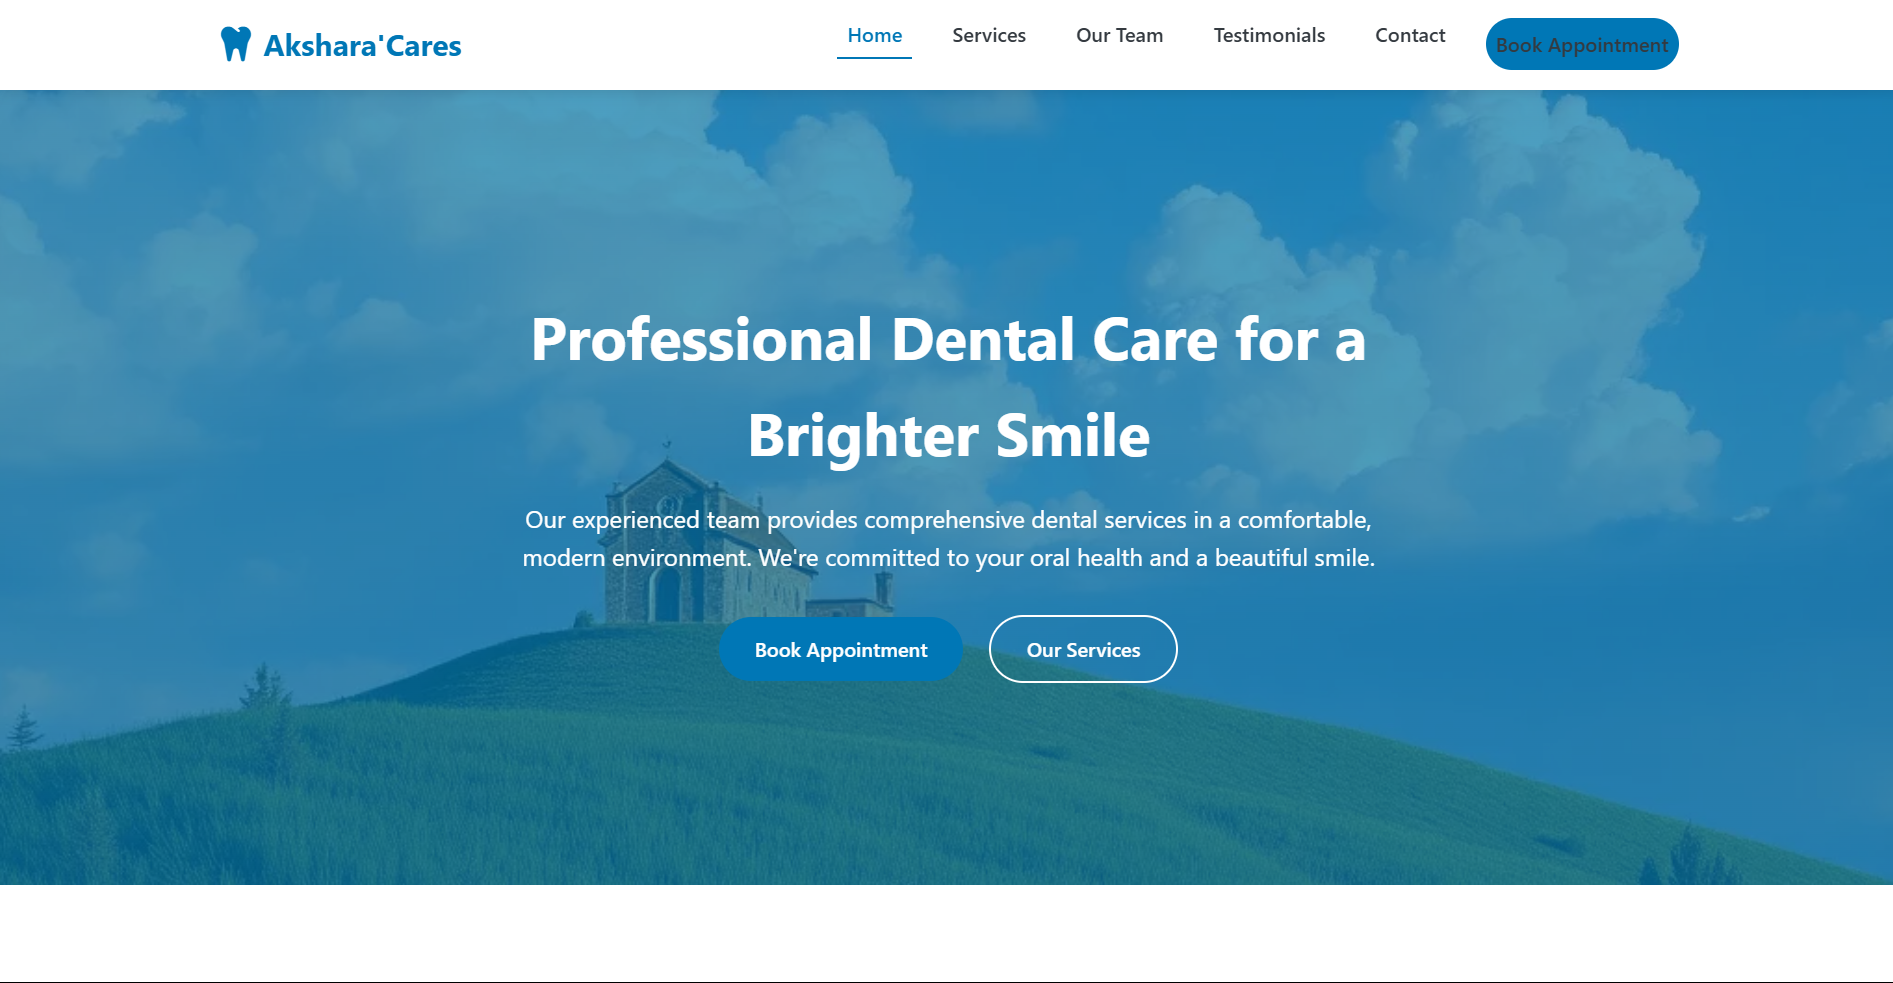 Akshara'Cares
Home
Services
Our Team
Testimonials
Contact
Book Appointment
Professional Dental Care for a
Brighter Smile
Our experienced team provides comprehensive dental services in a comfortable,
modern environment. We're committed to your oral health and a beautiful smile.
Book Appointment
Our Services